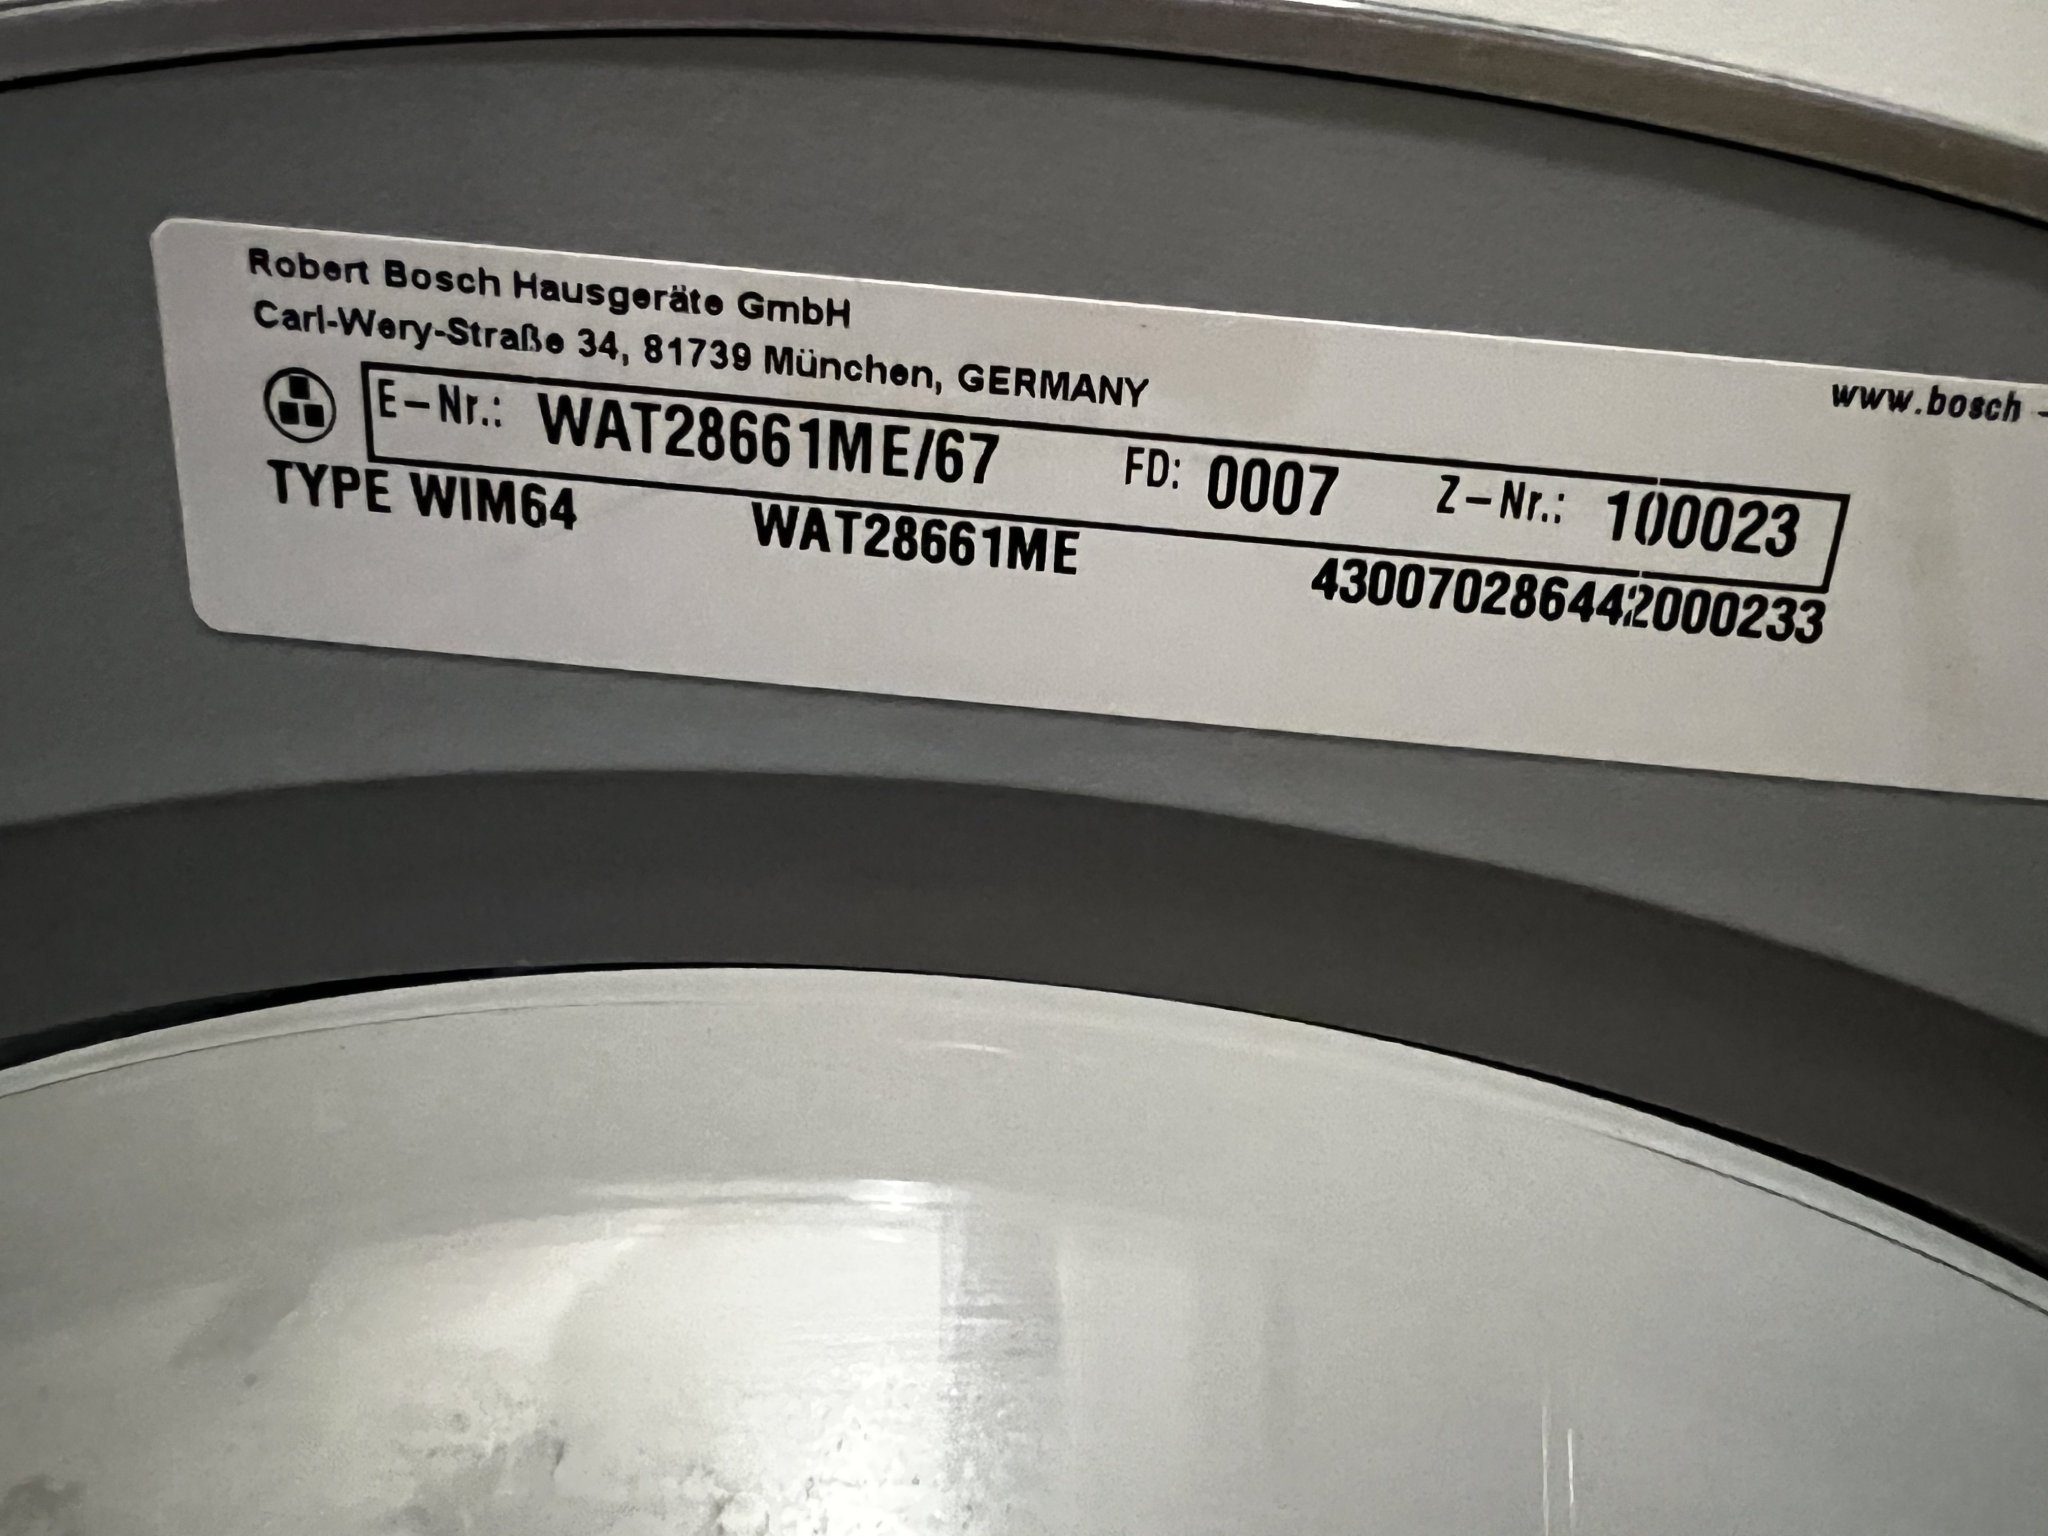 Robert Bosch Hausgeräte GmbH
Carl-Wery-Straße 34, 81739 München, GERMANY
www.bosch -
E-Nr.: WAT28661ME/67 FD: 0007 Z-Nr.: 100023
TYPE WIM64 WAT28661ME 430070286442000233